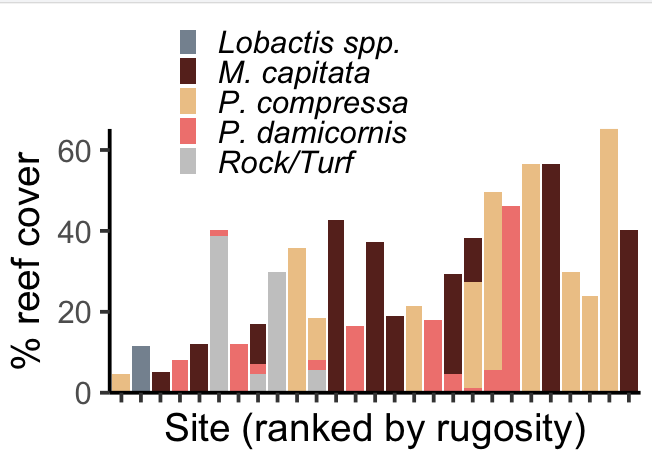 Lobactis spp.
M. capitata
P. compressa
P. damicornis
Rock/Turf
% reef cover
60
40
20
0
Site (ranked by rugosity)